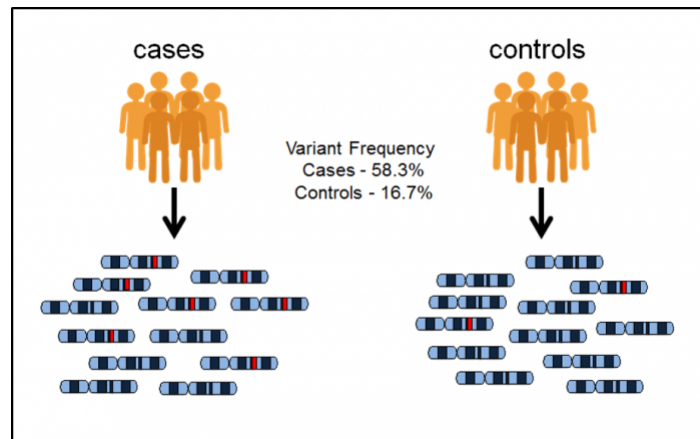 cases
controls
Variant Frequency
Cases - 58.3%
Controls - 16.7%